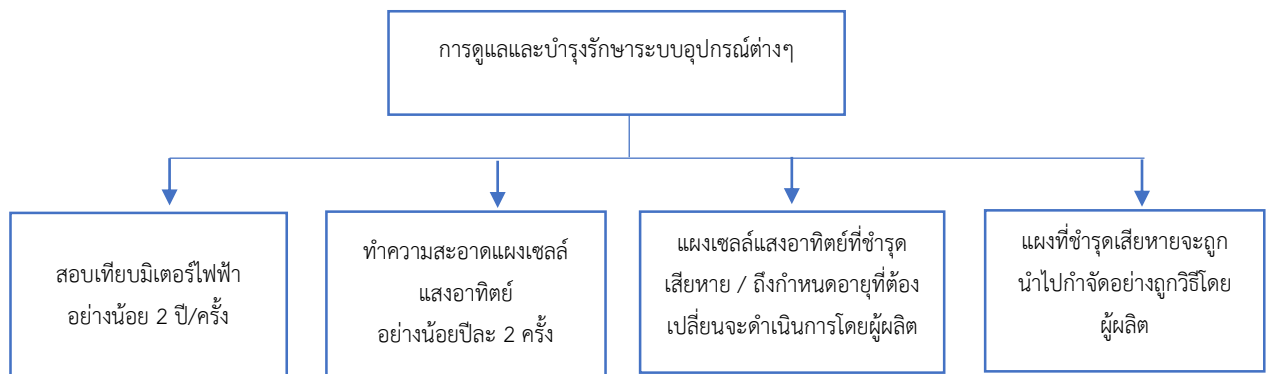 การดูแลและบำรุงรักษาระบบอุปกรณ์ต่างๆ
สอบเทียบมิเตอร์ไฟฟ้า
อย่างน้อย 2 ปี/ครั้ง
ทำความสะอาดแผงเซลล์
แสงอาทิตย์
อย่างน้อยปีละ 2 ครั้ง
แผงเซลล์แสงอาทิตย์ที่ชำรุด
เสียหาย / ถึงกำหนดอายุที่ต้อง
เปลี่ยนจะดำเนินการโดยผู้ผลิต
แผงที่ชำรุดเสียหายจะถูก
นำไปกำจัดอย่างถูกวิธีโดย
ผู้ผลิต